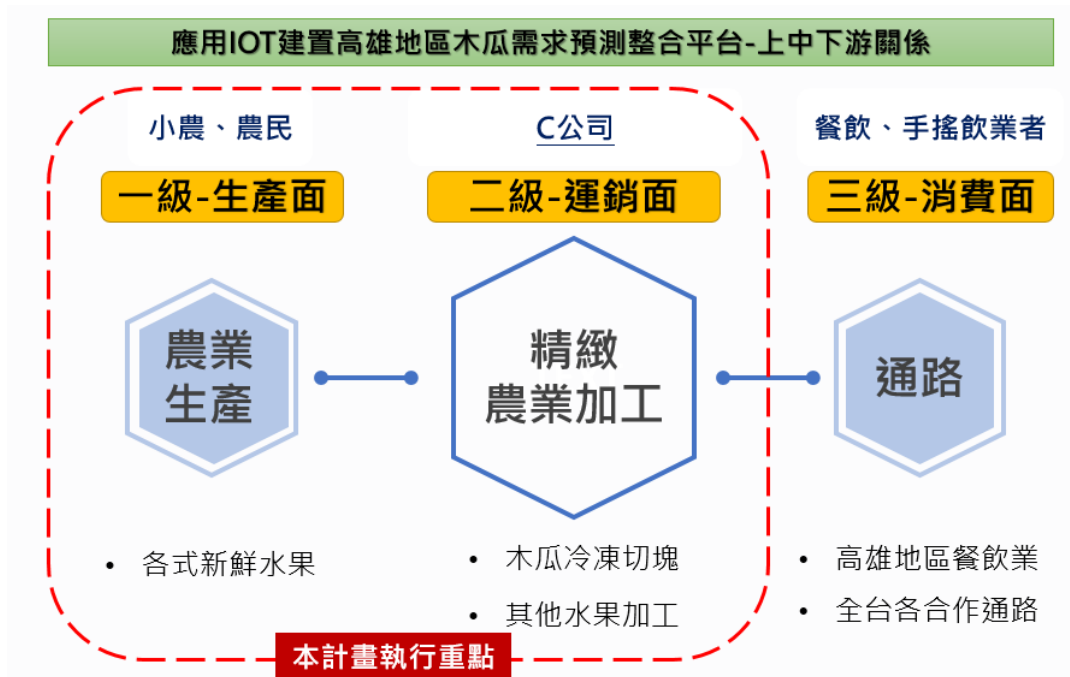 應用IOT建置高雄地區木瓜需求預測整合平台-上中下游關係
小農、農民
C公司
餐飲、手搖飲業者
一級-生產面
二級-運銷面
三級-消費面
農業
生產
精緻
農業加工
通路
• 各式新鮮水果
• 木瓜冷凍切塊
• 其他水果加工
• 高雄地區餐飲業
• 全台各合作通路
本計畫執行重點